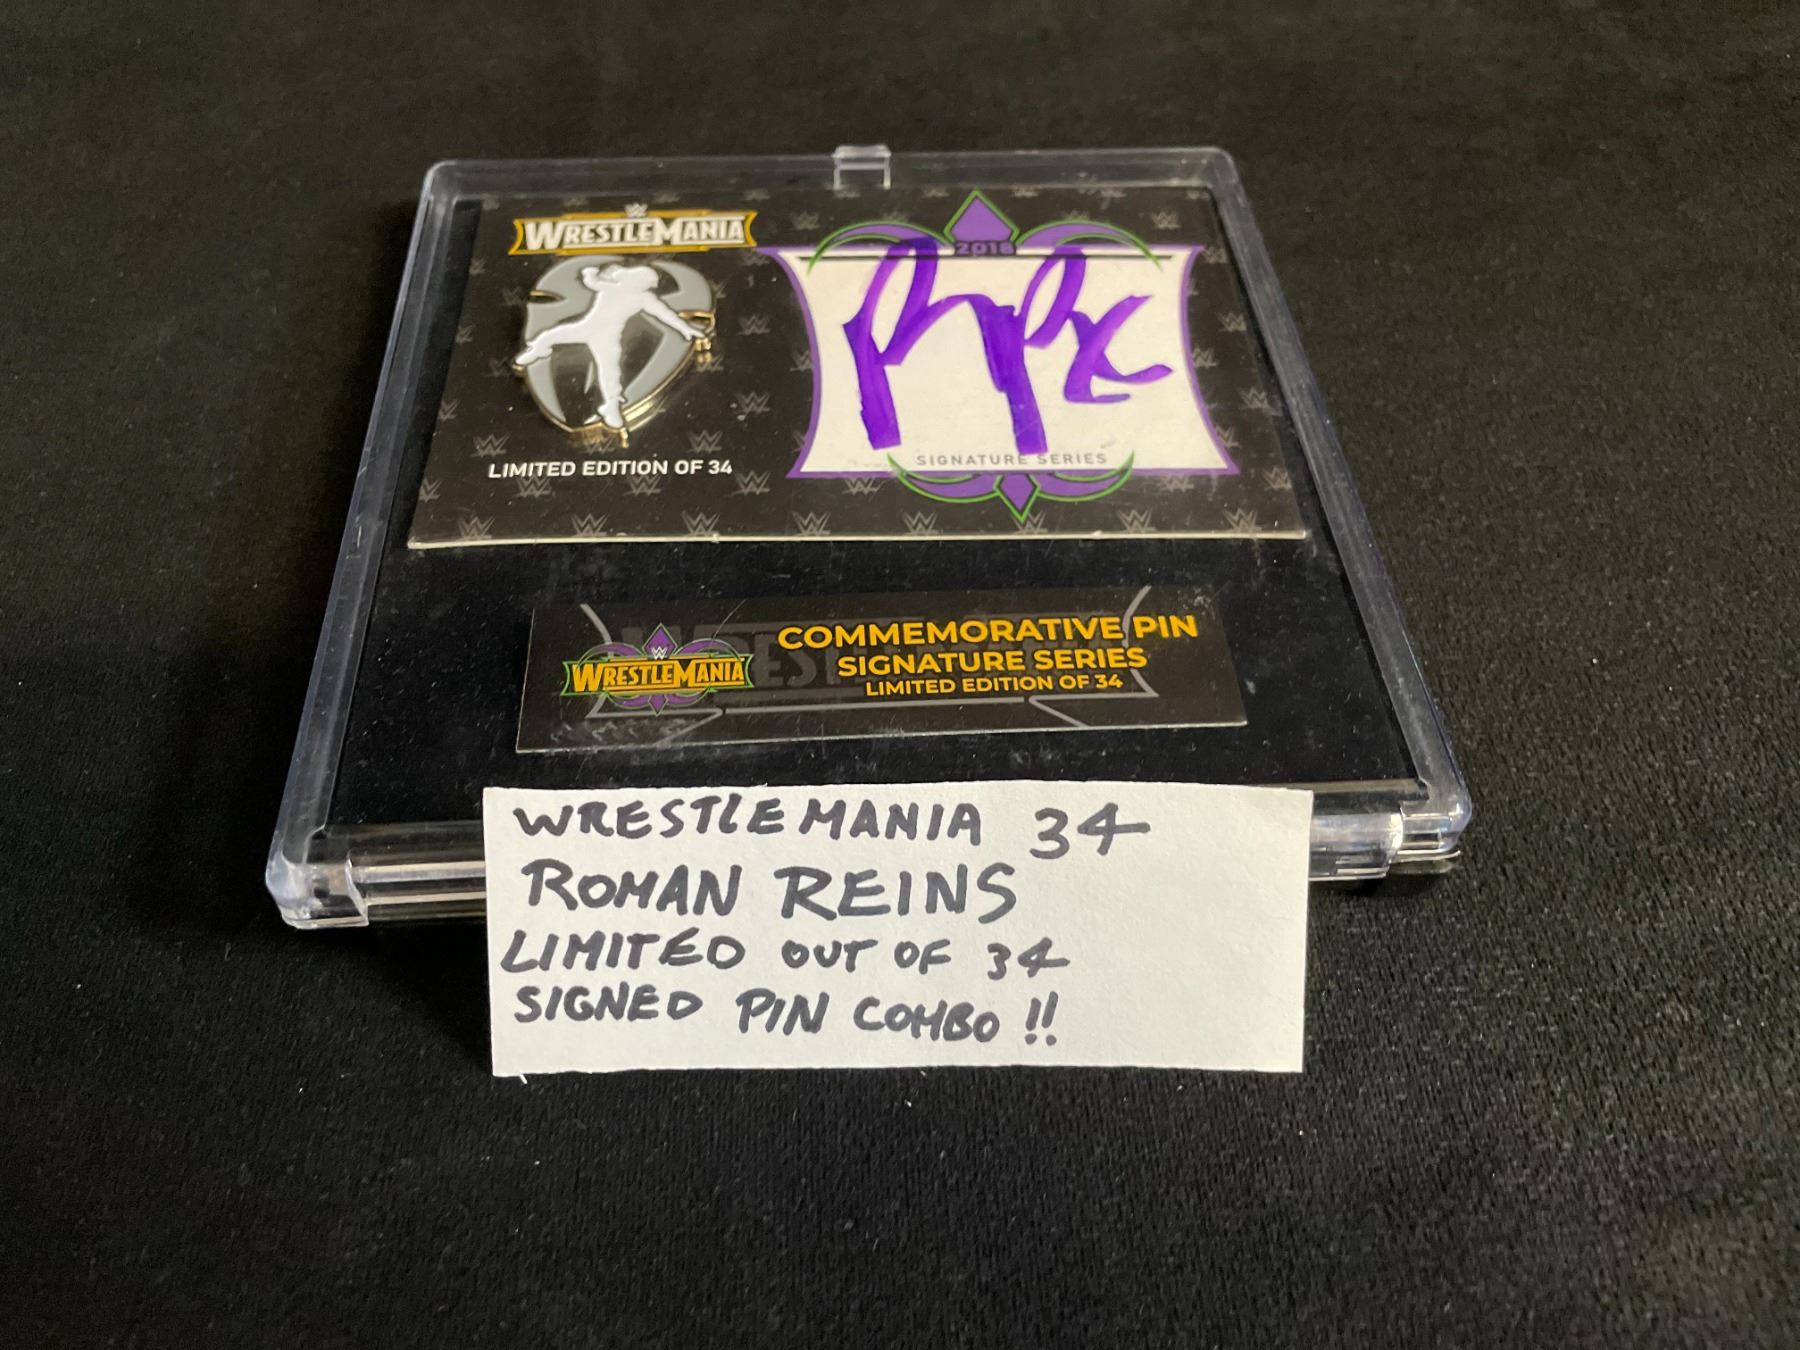 WRESTLEMANIA
2018
SIGNATURE SERIES
LIMITED EDITION OF 34
WRESTLEMANIA
COMMEMORATIVE PIN
SIGNATURE SERIES
LIMITED EDITION OF 34
WRESTLEMANIA 34
ROMAN REINS
LIMITED OUT OF 34
SIGNED PIN COMBO !!